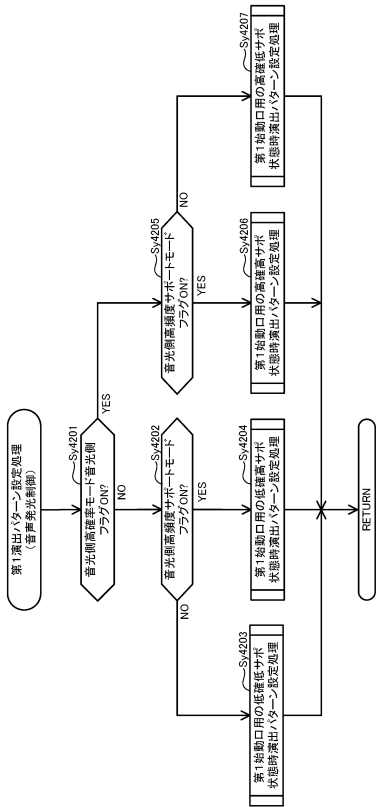 第1演出パターン設定処理
(音声発光制御)
Sy4201
音光側高確率モード音光側
フラグON?
YES
NO
Sy4202
音光側高頻度サポートモード
フラグON?
YES
NO
Sy4205
音光側高頻度サポートモード
フラグON?
NO
YES
Sy4203
第1始動口用の低確低サポ
状態時演出パターン設定処理
Sy4204
第1始動口用の低確高サポ
状態時演出パターン設定処理
Sy4206
第1始動口用の高確高サポ
状態時演出パターン設定処理
Sy4207
第1始動口用の高確低サポ
状態時演出パターン設定処理
RETURN